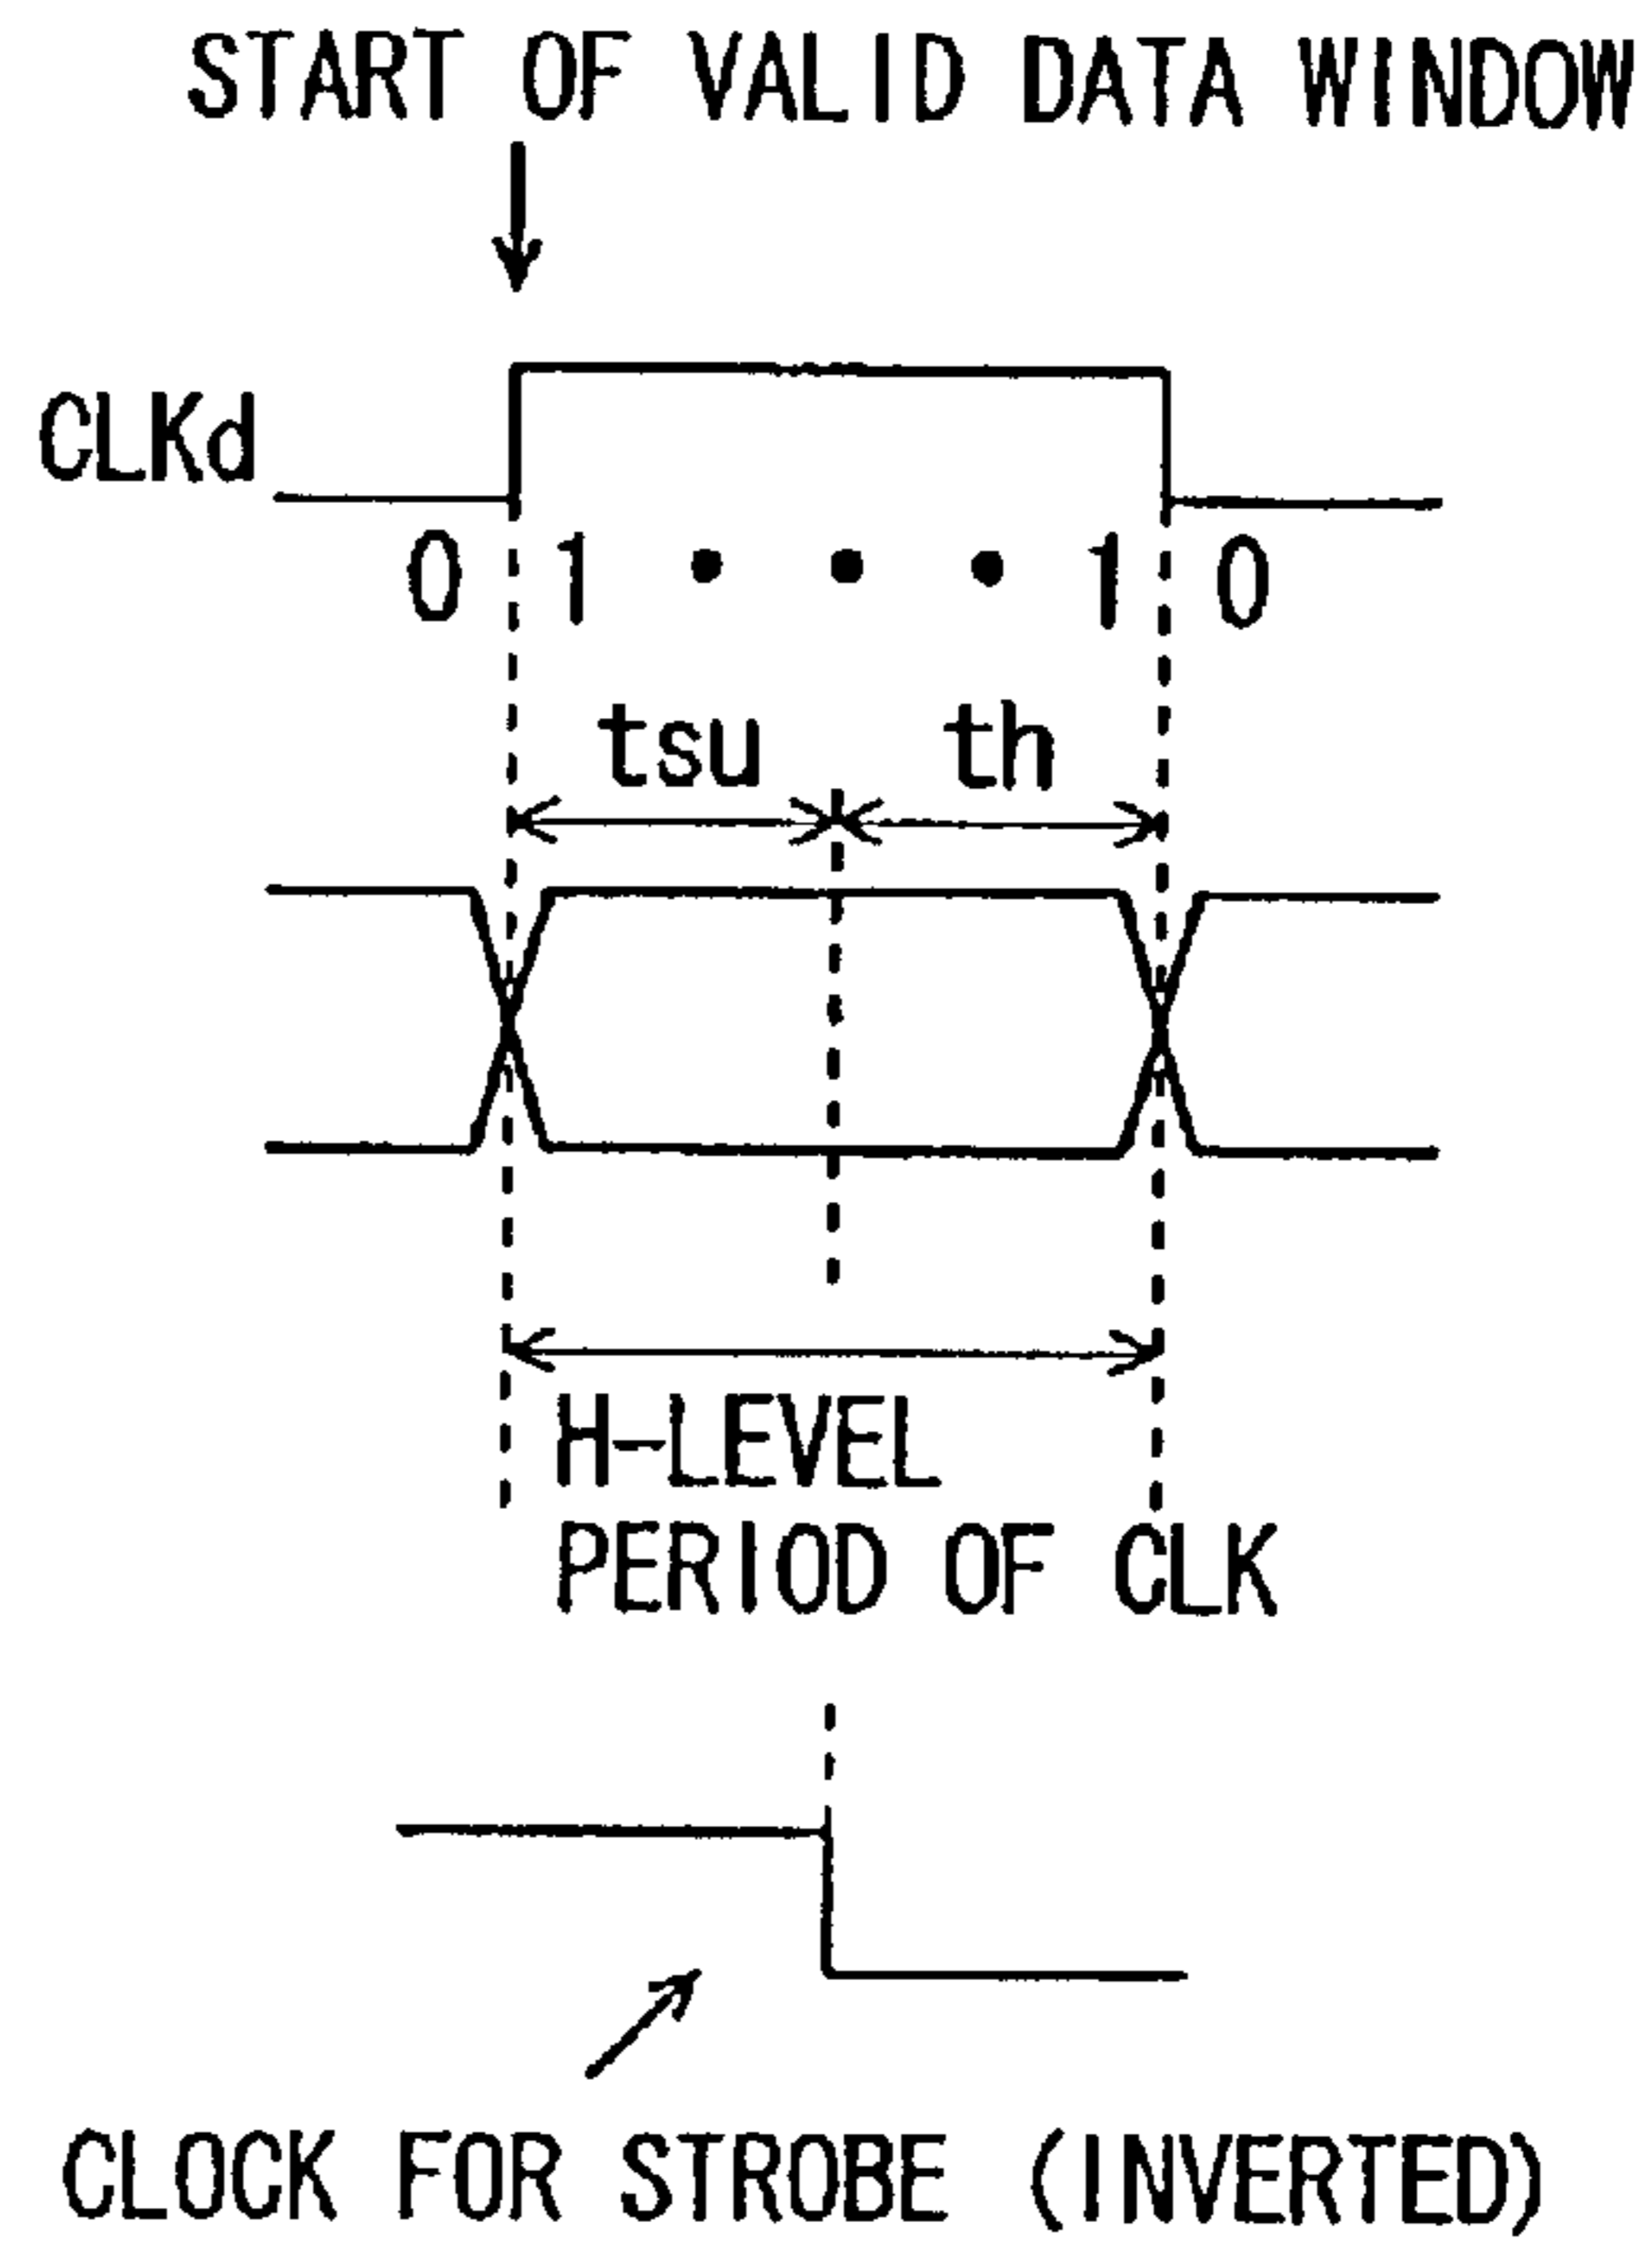 START OF VALID DATA WINDOW
CLKd
0 1 • • • 1 0
tsu th
H-LEVEL
PERIOD OF CLK
CLOCK FOR STROBE (INVERTED)